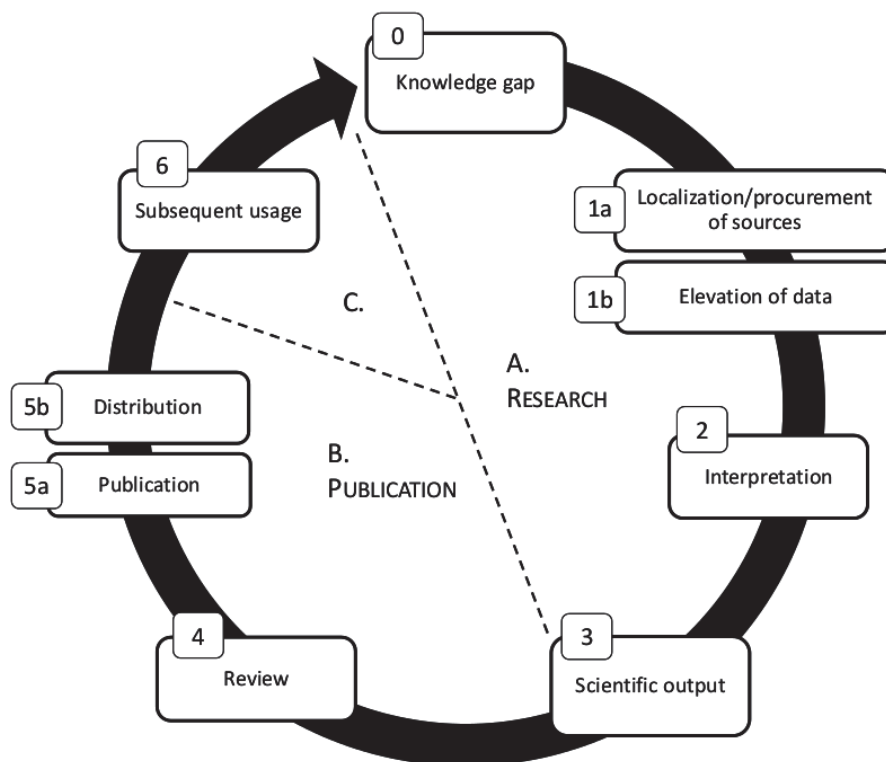 0
Knowledge gap
1a
Localization/procurement
of sources
1b
Elevation of data
2
Interpretation
3
Scientific output
4
Review
5a
Publication
5b
Distribution
6
Subsequent usage
A.
RESEARCH
B.
PUBLICATION
C.